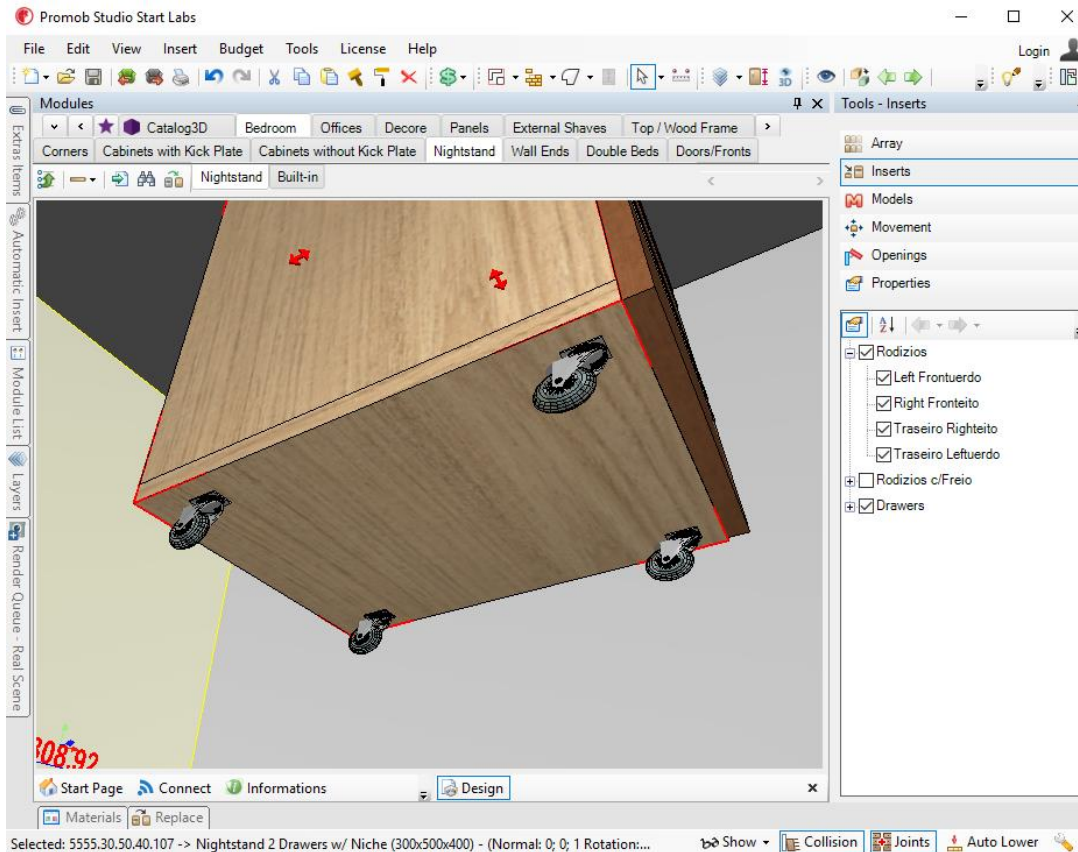 Promob Studio Start Labs
File Edit View Insert Budget Tools License Help
Login
Modules
Tools - Inserts
Catalog3D Bedroom Offices Decore Panels External Shaves Top / Wood Frame
Corners Cabinets with Kick Plate Cabinets without Kick Plate Nightstand Wall Ends Double Beds Doors/Fronts
Nightstand Built-in
Extras Items
Automatic Insert
Module List
Layers
Render Queue - Real Scene
Array
Inserts
Models
Movement
Openings
Properties
Rodizios
Left Frontuerdo
Right Fronteito
Traseiro Righteito
Traseiro Leftuerdo
Rodizios c/Freio
Drawers
308.92
Start Page Connect Informations Design
Materials Replace
Selected: 5555.30.50.40.107 -> Nightstand 2 Drawers w/ Niche (300x500x400) - (Normal: 0; 0; 1 Rotation:... Show Collision Joints Auto Lower